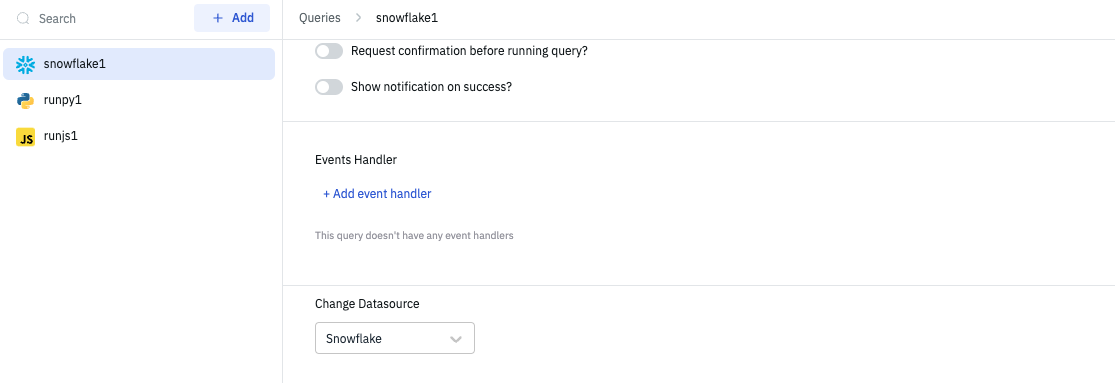 Search
+ Add
snowflake1
runpy1
JS runjs1
Queries > snowflake1
Request confirmation before running query?
Show notification on success?
Events Handler
+ Add event handler
This query doesn't have any event handlers
Change Datasource
Snowflake